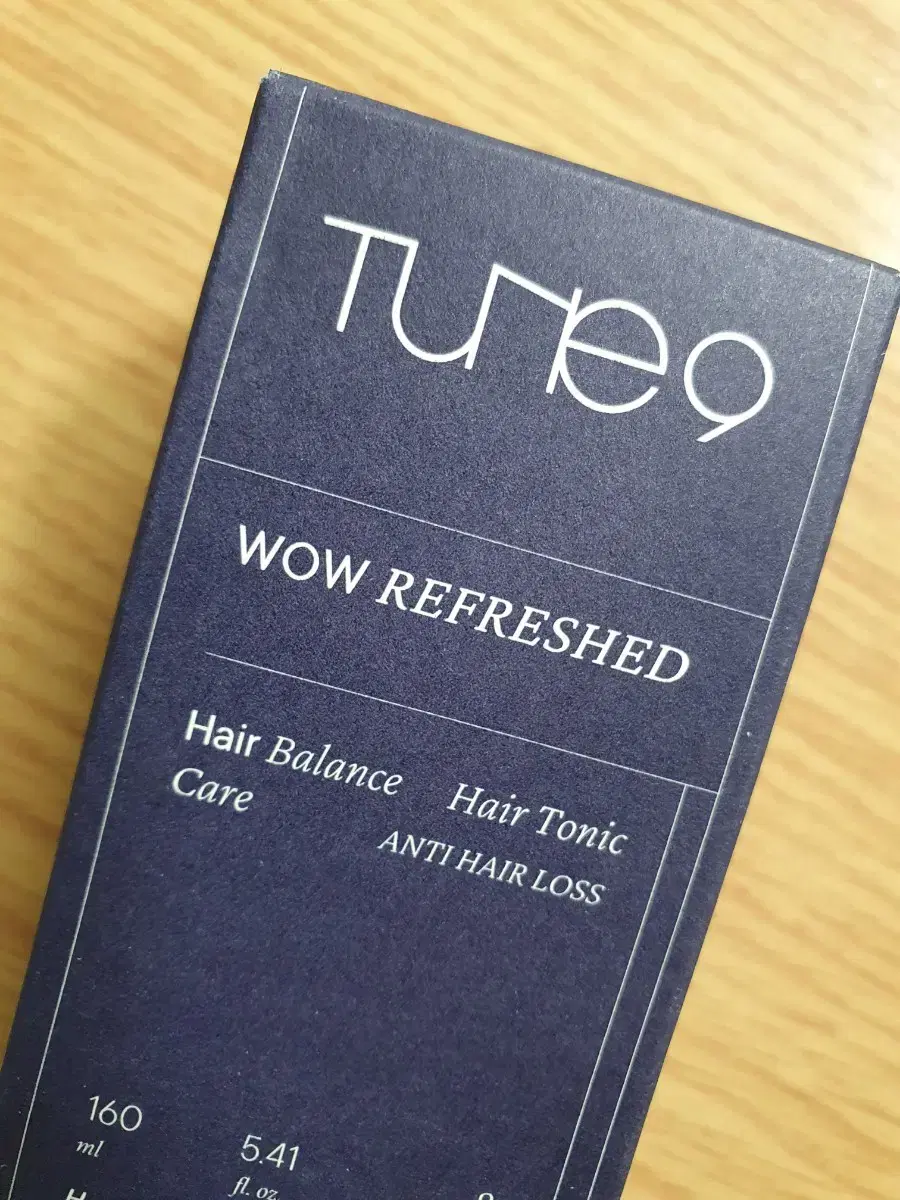 Tune9
WOW REFRESHED
Hair Balance
Care
Hair Tonic
ANTI HAIR LOSS
160
ml
5.41
fl. oz.